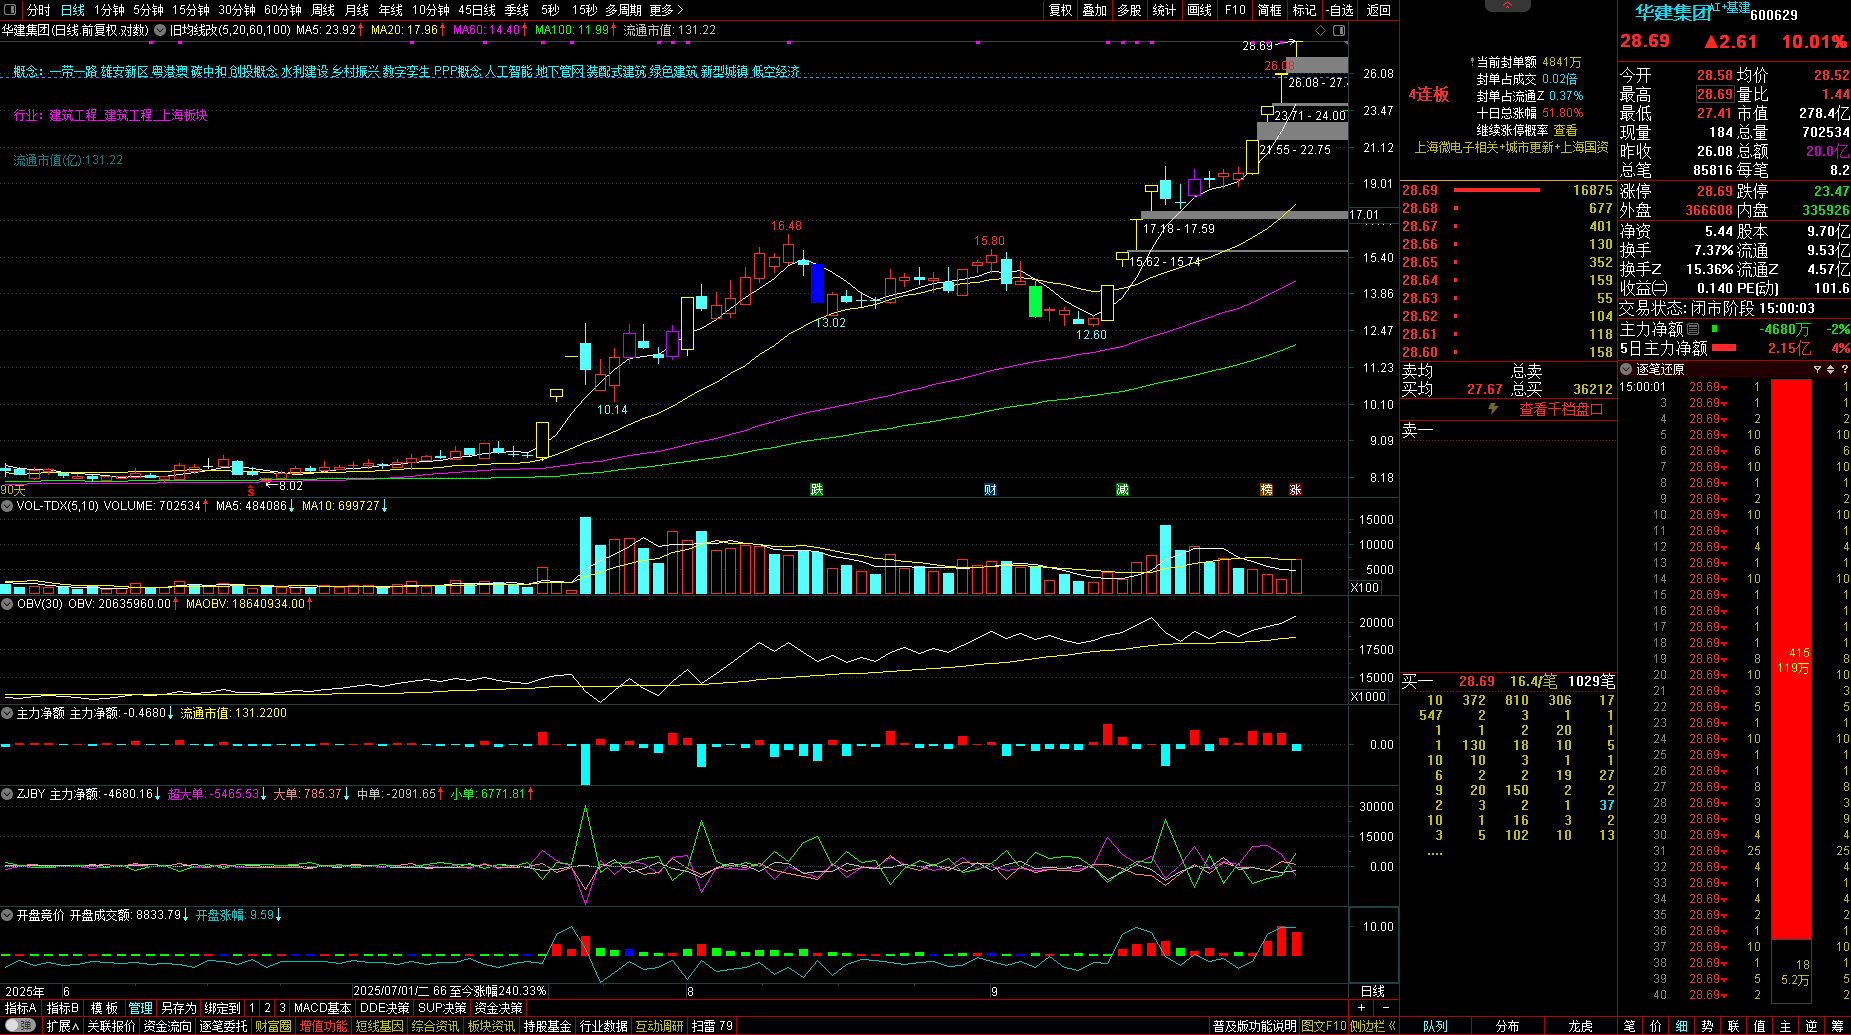 分时 日线 1分钟 5分钟 15分钟 30分钟 60分钟 周线 月线 年线 10分钟 45日线 季线 5秒 15秒 多周期 更多 复权 叠加 多股 统计 画线 F10 简框 标记 -自选 返回
华建集团(日线.前复权.对数) 旧均线改(5,20,60,100) MA5: 23.92↑ MA20: 17.96↑ MA60: 14.40↑ MA100: 11.99↑ 流通市值: 131.22
概念: 一带一路 雄安新区 粤港澳 碳中和 创投概念 水利建设 乡村振兴 数字孪生 PPP概念 人工智能 地下管网 装配式建筑 绿色建筑 新型城镇 低空经济
行业: 建筑工程_建筑工程_上海板块
流通市值(亿):131.22
28.69
26.08
26.08 - 27.4
23.71 - 24.00
21.55 - 22.75
17.18 - 17.59
15.62 - 15.74
16.48
15.80
13.02
12.60
10.14
←8.02
90天
跌 财 减 榜 涨
26.08
23.47
21.12
19.01
17.01
15.40
13.86
12.47
11.23
10.10
9.09
8.18
VOL-TDX(5,10) VOLUME: 702534↑ MA5: 484086↓ MA10: 699727↓
15000
10000
5000
X100
OBV(30) OBV: 20635960.00↑ MAOBV: 18640934.00↑
20000
17500
15000
X1000
主力净额 主力净额: -0.4680↓ 流通市值: 131.2200
0.00
ZJBY 主力净额: -4680.16↓ 超大单: -5465.53↓ 大单: 785.37↓ 中单: -2091.65↑ 小单: 6771.81↑
30000
15000
0.00
开盘竞价 开盘成交额: 8833.79↓ 开盘涨幅: 9.59↓
10.00
2025年 6 2025/07/01/二 66 至今涨幅240.33% 8 9 日线
指标A 指标B 模 板 管理 另存为 绑定到 1 2 3 MACD基本 DDE决策 SUP决策 资金决策 + -
扩展∧ 关联报价 资金流向 逐笔委托 财富圈 增值功能 短线基因 综合资讯 板块资讯 持股基金 行业数据 互动调研 扫雷 79 普及版功能说明 图文F10 侧边栏《
4连板
↑当前封单额 4841万
封单占成交 0.02倍
封单占流通Z 0.37%
十日总涨幅 51.80%
继续涨停概率 查看
上海微电子相关+城市更新+上海国资
28.69 16875
28.68 677
28.67 401
28.66 130
28.65 352
28.64 159
28.63 55
28.62 104
28.61 118
28.60 158
卖均 总卖
买均 27.67 总买 36212
查看千档盘口
卖一
买一 28.69 16.4/笔 1029笔
10 372 810 306 17
547 2 3 1 1
1 1 2 20 1
1 130 18 10 5
10 10 3 1 1
6 2 2 19 27
9 20 150 2 2
2 3 2 1 37
10 1 16 3 2
3 5 102 10 13
....
队列 分布 龙虎
华建集团 AI+基建 600629
28.69 ▲2.61 10.01%
今开 28.58 均价 28.52
最高 28.69 量比 1.44
最低 27.41 市值 278.4亿
现量 184 总量 702534
昨收 26.08 总额 20.0亿
总笔 85816 每笔 8.2
涨停 28.69 跌停 23.47
外盘 366608 内盘 335926
净资 5.44 股本 9.70亿
换手 7.37% 流通 9.53亿
换手Z 15.36% 流通Z 4.57亿
收益㈡ 0.140 PE(动) 101.6
交易状态: 闭市阶段 15:00:03
主力净额 -4680万 -2%
5日主力净额 2.15亿 4%
逐笔还原 ?
15:00:01 28.69 1 1
3 28.69 1 1
4 28.69 2 2
5 28.69 10 10
6 28.69 6 6
7 28.69 10 10
8 28.69 1 1
9 28.69 2 2
10 28.69 10 10
11 28.69 1 1
12 28.69 4 4
13 28.69 1 1
14 28.69 10 10
15 28.69 1 1
16 28.69 1 1
17 28.69 1 1
18 28.69 1 1
19 28.69 8 8
20 28.69 10 10
21 28.69 3 3
22 28.69 5 5
23 28.69 1 1
24 28.69 10 10
25 28.69 1 1
26 28.69 1 1
27 28.69 8 8
28 28.69 3 3
29 28.69 9 9
30 28.69 4 4
31 28.69 25 25
32 28.69 4 4
33 28.69 1 1
34 28.69 4 4
35 28.69 2 2
36 28.69 1 1
37 28.69 10 10
38 28.69 1 1
39 28.69 5 5
40 28.69 2 2
415
119万
18
5.2万
笔 价 细 势 联 值 主 逆 筹